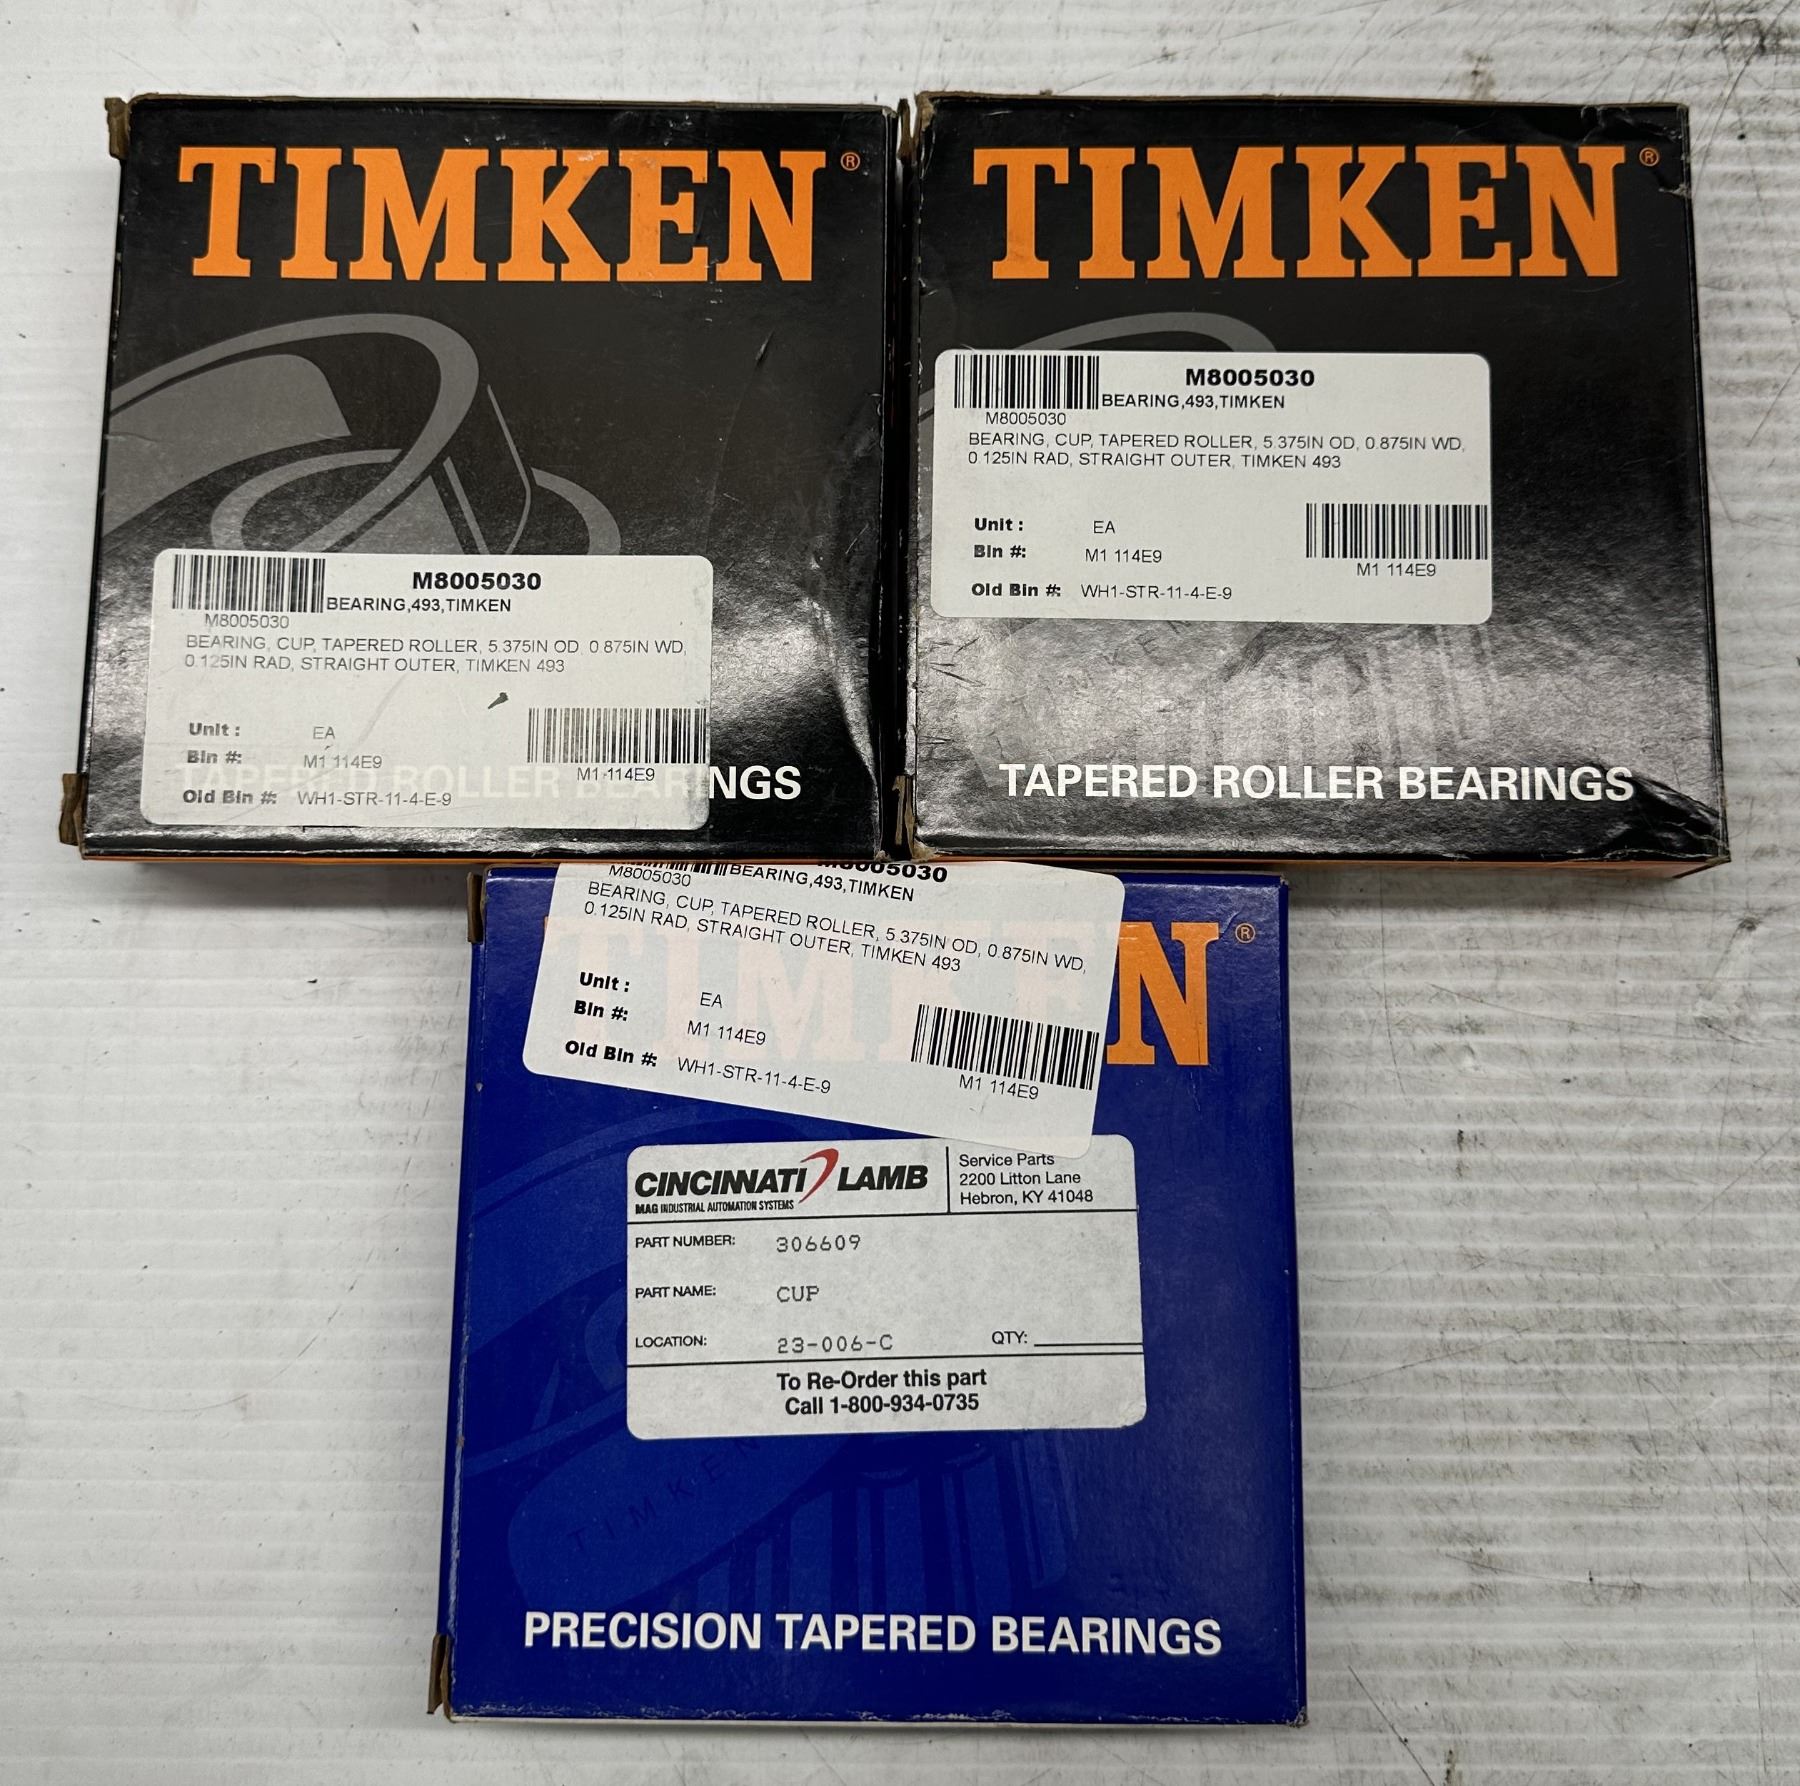 TIMKEN®
M8005030
BEARING,493,TIMKEN
M8005030
BEARING, CUP, TAPERED ROLLER, 5.375IN OD, 0.875IN WD,
0.125IN RAD, STRAIGHT OUTER, TIMKEN 493
Unit : EA
Bin #: M1 114E9
M1 114E9
Old Bin #: WH1-STR-11-4-E-9
TAPERED ROLLER BEARINGS
TIMKEN®
M8005030
BEARING,493,TIMKEN
M8005030
BEARING, CUP, TAPERED ROLLER, 5.375IN OD, 0.875IN WD,
0.125IN RAD, STRAIGHT OUTER, TIMKEN 493
Unit : EA
Bin #: M1 114E9
M1 114E9
Old Bin #: WH1-STR-11-4-E-9
TAPERED ROLLER BEARINGS
M8005030
BEARING,493,TIMKEN
M8005030
BEARING, CUP, TAPERED ROLLER, 5.375IN OD, 0.875IN WD,
0.125IN RAD, STRAIGHT OUTER, TIMKEN 493
TIMKEN®
Unit : EA
Bin #: M1 114E9
M1 114E9
Old Bin #: WH1-STR-11-4-E-9
CINCINNATI LAMB
MAG INDUSTRIAL AUTOMATION SYSTEMS
Service Parts
2200 Litton Lane
Hebron, KY 41048
PART NUMBER: 306609
PART NAME: CUP
LOCATION: 23-006-C QTY:
To Re-Order this part
Call 1-800-934-0735
TIMKEN
PRECISION TAPERED BEARINGS